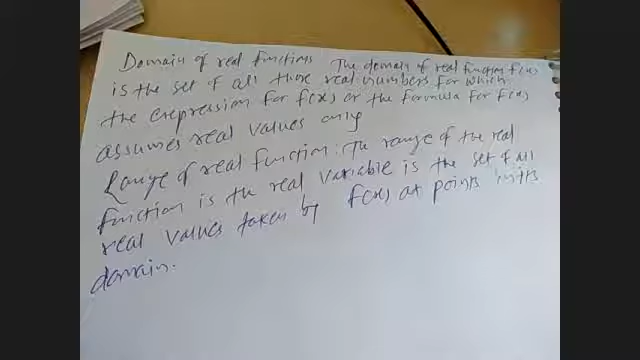 Domain of real functions The domain of real function f(x)
is the set of all those real numbers for which
the expression for f(x) or the formula for f(x)
assumes real values only
Range of real function: The range of the real
function is the real variable is the set of all
real values taken by f(x) at points in its
domain.